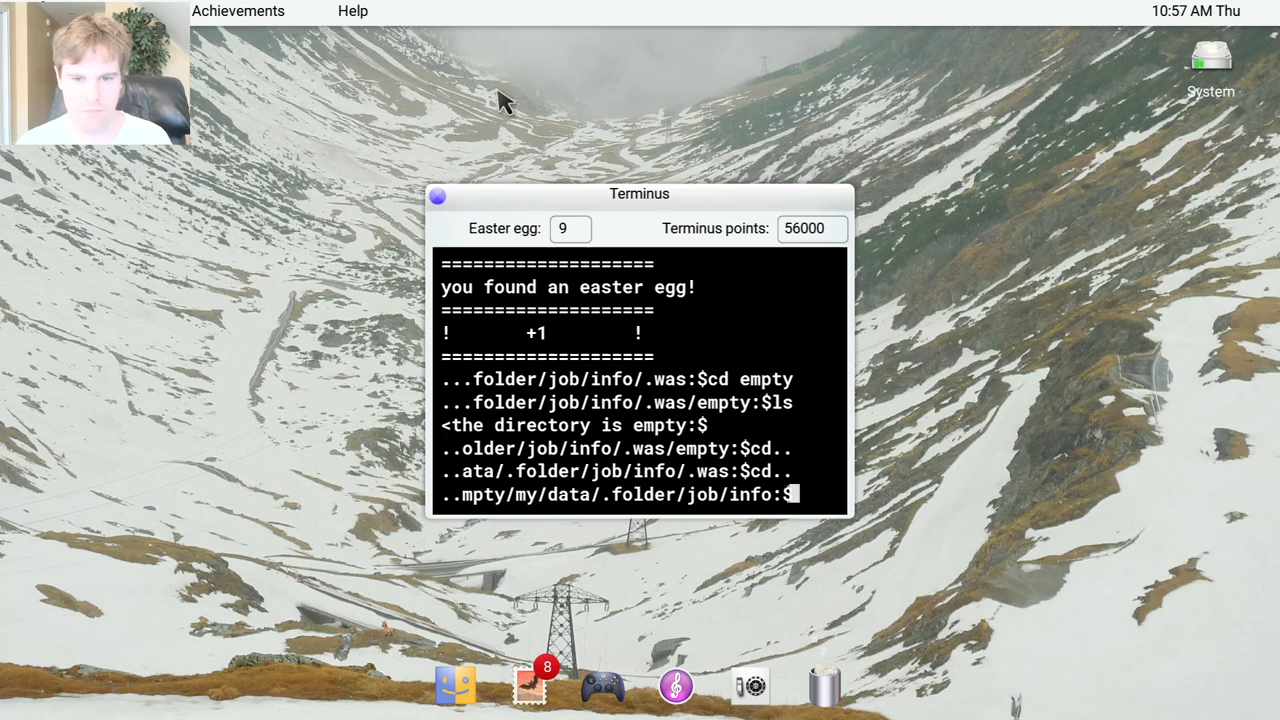 Achievements Help 10:57 AM Thu
System
Terminus
Easter egg: 9 Terminus points: 56000
====================
you found an easter egg!
====================
! +1 !
====================
...folder/job/info/.was:$cd empty
...folder/job/info/.was/empty:$ls
<the directory is empty:$
..older/job/info/.was/empty:$cd..
..ata/.folder/job/info/.was:$cd..
..mpty/my/data/.folder/job/info:$
8